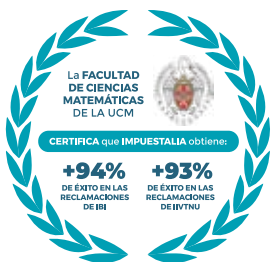 La FACULTAD
DE CIENCIAS
MATEMÁTICAS
DE LA UCM
CERTIFICA que IMPUESTALIA obtiene:
+94%
DE ÉXITO EN LAS
RECLAMACIONES
DE IBI
+93%
DE ÉXITO EN LAS
RECLAMACIONES
DE IIVTNU